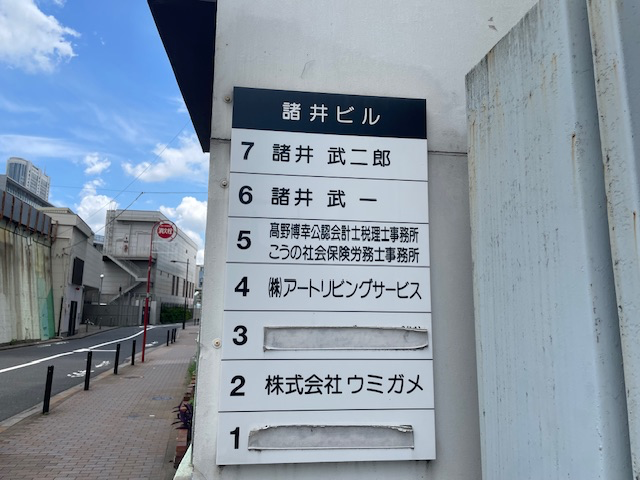 諸井ビル
7 諸井 武二郎
6 諸井 武一
5 髙野博幸公認会計士税理士事務所
こうの社会保険労務士事務所
4 ㈱アートリビングサービス
3
2 株式会社ウミガメ
1